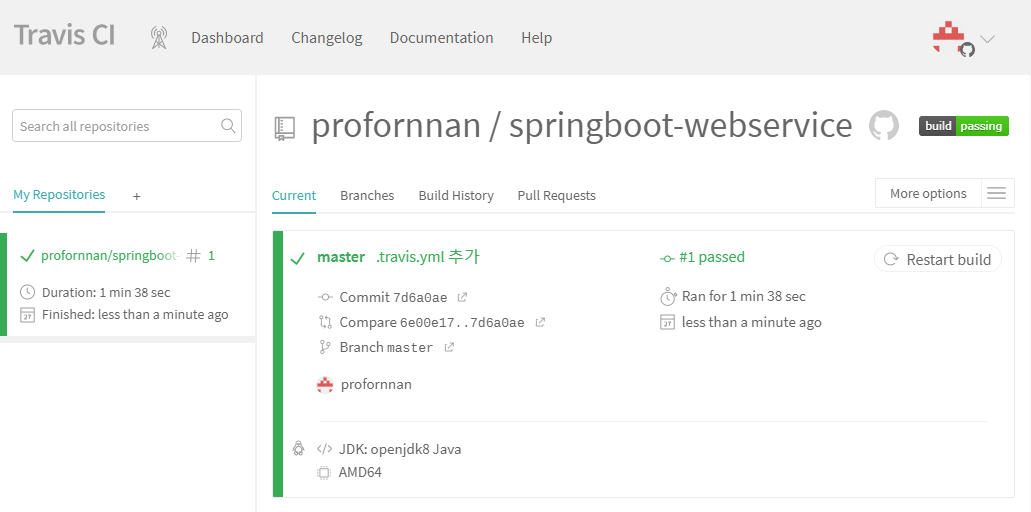 Travis CI Dashboard Changelog Documentation Help
Search all repositories
My Repositories +
profornnan/springboot- # 1
Duration: 1 min 38 sec
27 Finished: less than a minute ago
profornnan / springboot-webservice build passing
Current Branches Build History Pull Requests More options
master .travis.yml 추가 #1 passed Restart build
Commit 7d6a0ae Ran for 1 min 38 sec
Compare 6e00e17..7d6a0ae 27 less than a minute ago
Branch master
profornnan
</> JDK: openjdk8 Java
AMD64